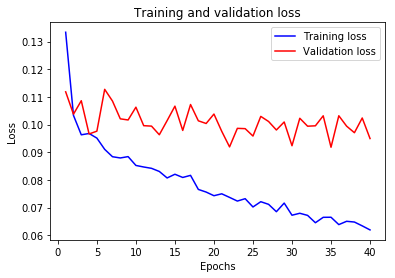 Training and validation loss
Training loss
Validation loss
Loss
0.13
0.12
0.11
0.10
0.09
0.08
0.07
0.06
0 5 10 15 20 25 30 35 40
Epochs